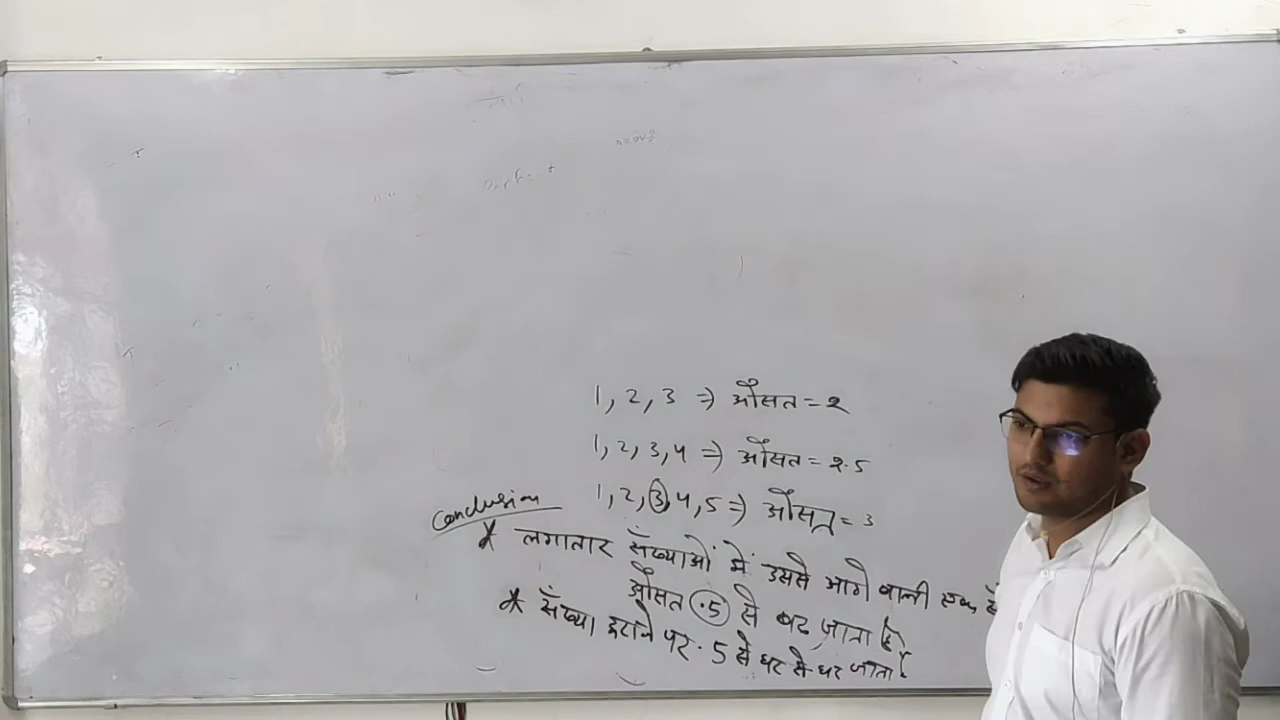 1, 2, 3 => औसत = 2
1, 2, 3, 4 => औसत = 2.5
1, 2, 3, 4, 5 => औसत = 3
Conclusion
* लगातार सँख्याओं में उससे आगे वाली एक
औसत .5 से बढ़ जाता है
* सँख्या हटाने पर .5 से घट से घट जाता है